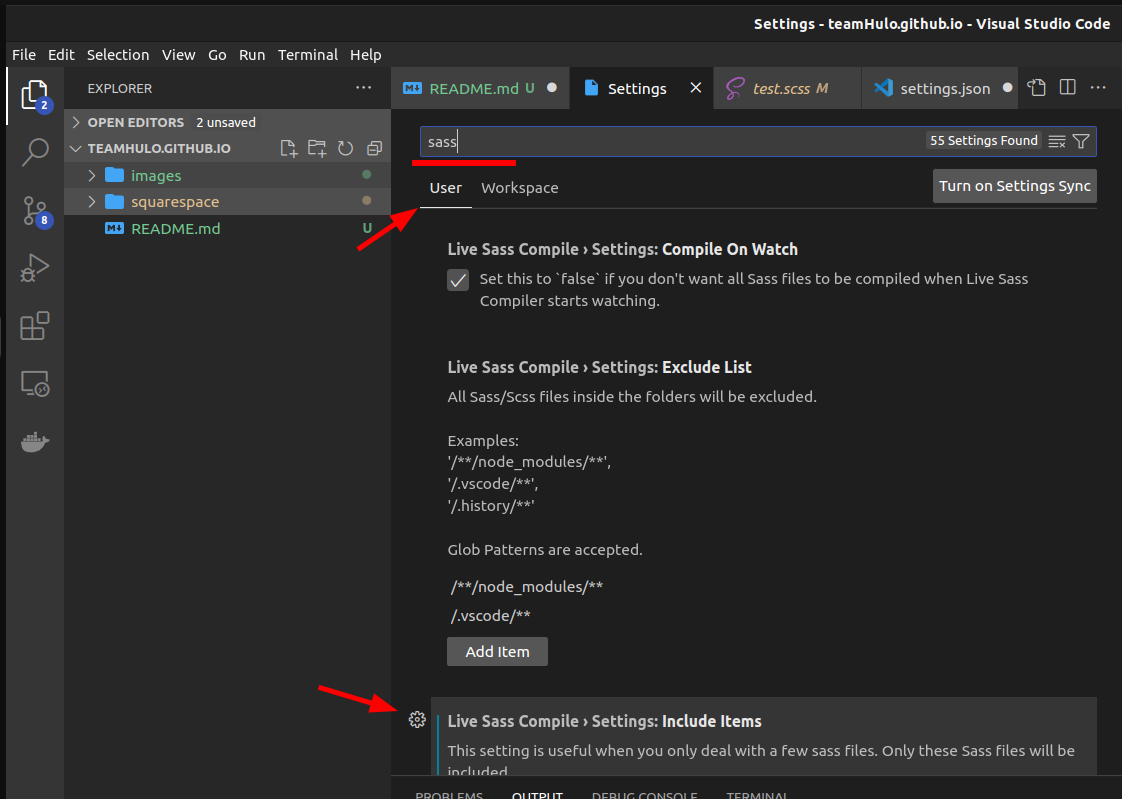 Settings - teamHulo.github.io - Visual Studio Code
File Edit Selection View Go Run Terminal Help
2
8
EXPLORER
OPEN EDITORS 2 unsaved
TEAMHULO.GITHUB.IO
images
squarespace
README.md U
README.md U
Settings
test.scss M
settings.json
sass
55 Settings Found
User Workspace
Turn on Settings Sync
Live Sass Compile › Settings: Compile On Watch
Set this to `false` if you don't want all Sass files to be compiled when Live Sass
Compiler starts watching.
Live Sass Compile › Settings: Exclude List
All Sass/Scss files inside the folders will be excluded.
Examples:
'/**/node_modules/**',
'/.vscode/**',
'/.history/**'
Glob Patterns are accepted.
/**/node_modules/**
/.vscode/**
Add Item
Live Sass Compile › Settings: Include Items
This setting is useful when you only deal with a few sass files. Only these Sass files will be
included.
PROBLEMS OUTPUT DEBUG CONSOLE TERMINAL